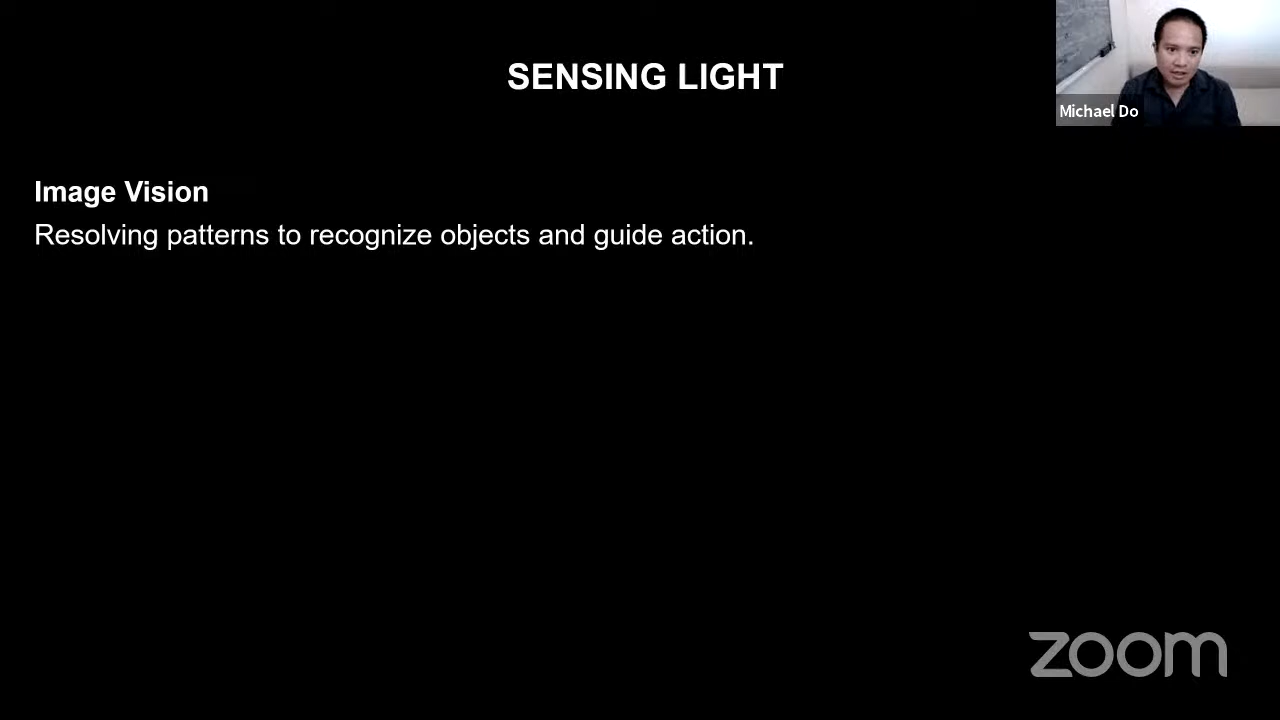 SENSING LIGHT
Michael Do
Image Vision
Resolving patterns to recognize objects and guide action.
zoom